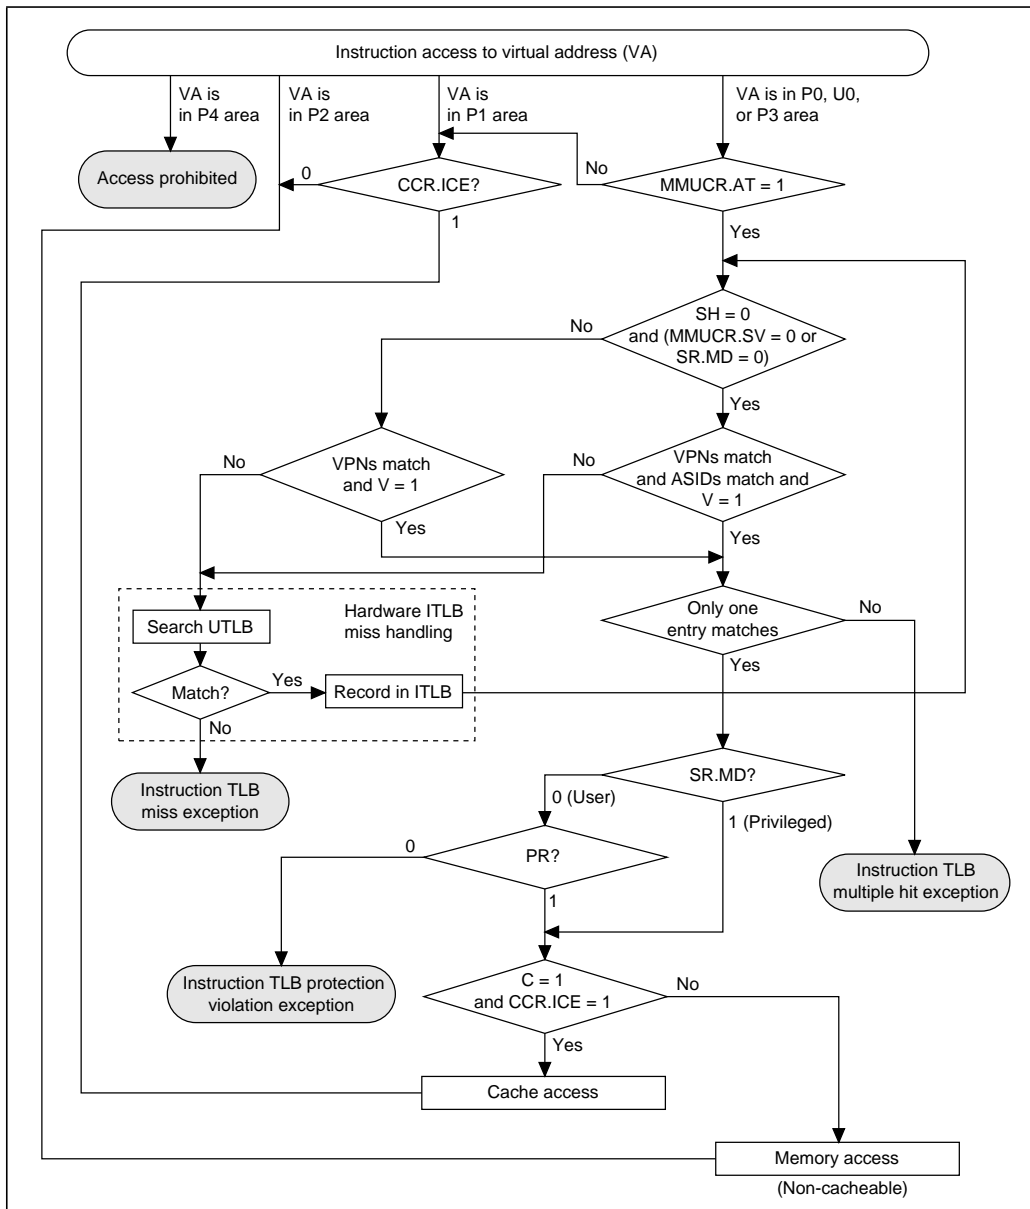 Instruction access to virtual address (VA)
VA is
in P4 area
VA is
in P2 area
VA is
in P1 area
VA is in P0, U0,
or P3 area
Access prohibited
0
CCR.ICE?
1
No
MMUCR.AT = 1
Yes
SH = 0
and (MMUCR.SV = 0 or
SR.MD = 0)
No
Yes
No
VPNs match
and V = 1
Yes
No
VPNs match
and ASIDs match and
V = 1
Yes
Hardware ITLB
miss handling
Search UTLB
Only one
entry matches
No
Yes
Match?
Yes
Record in ITLB
No
Instruction TLB
miss exception
SR.MD?
0 (User)
1 (Privileged)
0
PR?
1
Instruction TLB
multiple hit exception
Instruction TLB protection
violation exception
C = 1
and CCR.ICE = 1
No
Yes
Cache access
Memory access
(Non-cacheable)